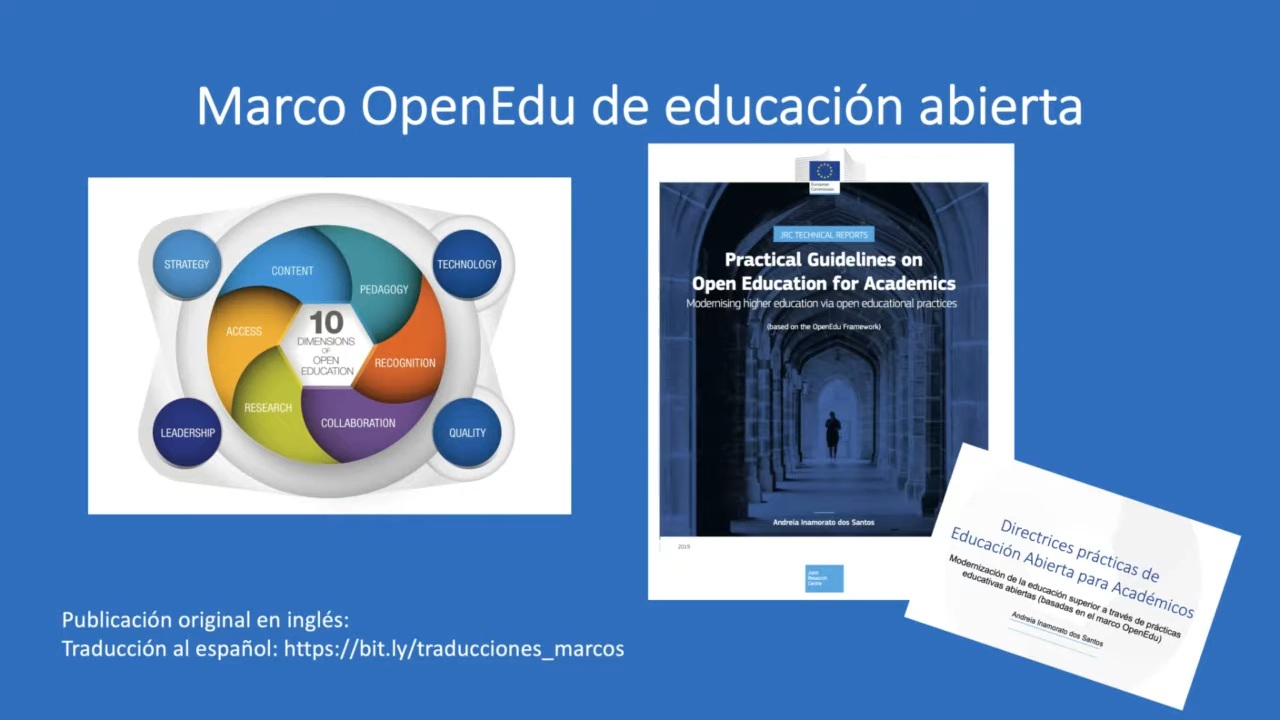 Marco OpenEdu de educación abierta
STRATEGY
TECHNOLOGY
CONTENT
PEDAGOGY
ACCESS
10
DIMENSIONS
OF
OPEN
EDUCATION
RECOGNITION
RESEARCH
COLLABORATION
LEADERSHIP
QUALITY
European
Commission
JRC TECHNICAL REPORTS
Practical Guidelines on
Open Education for Academics
Modernising higher education via open educational practices
(based on the OpenEdu Framework)
Andreia Inamorato dos Santos
2019
Joint
Research
Centre
Directrices prácticas de
Educación Abierta para Académicos
Modernización de la educación superior a través de prácticas
educativas abiertas (basadas en el marco OpenEdu)
Andreia Inamorato dos Santos
Publicación original en inglés:
Traducción al español: https://bit.ly/traducciones_marcos